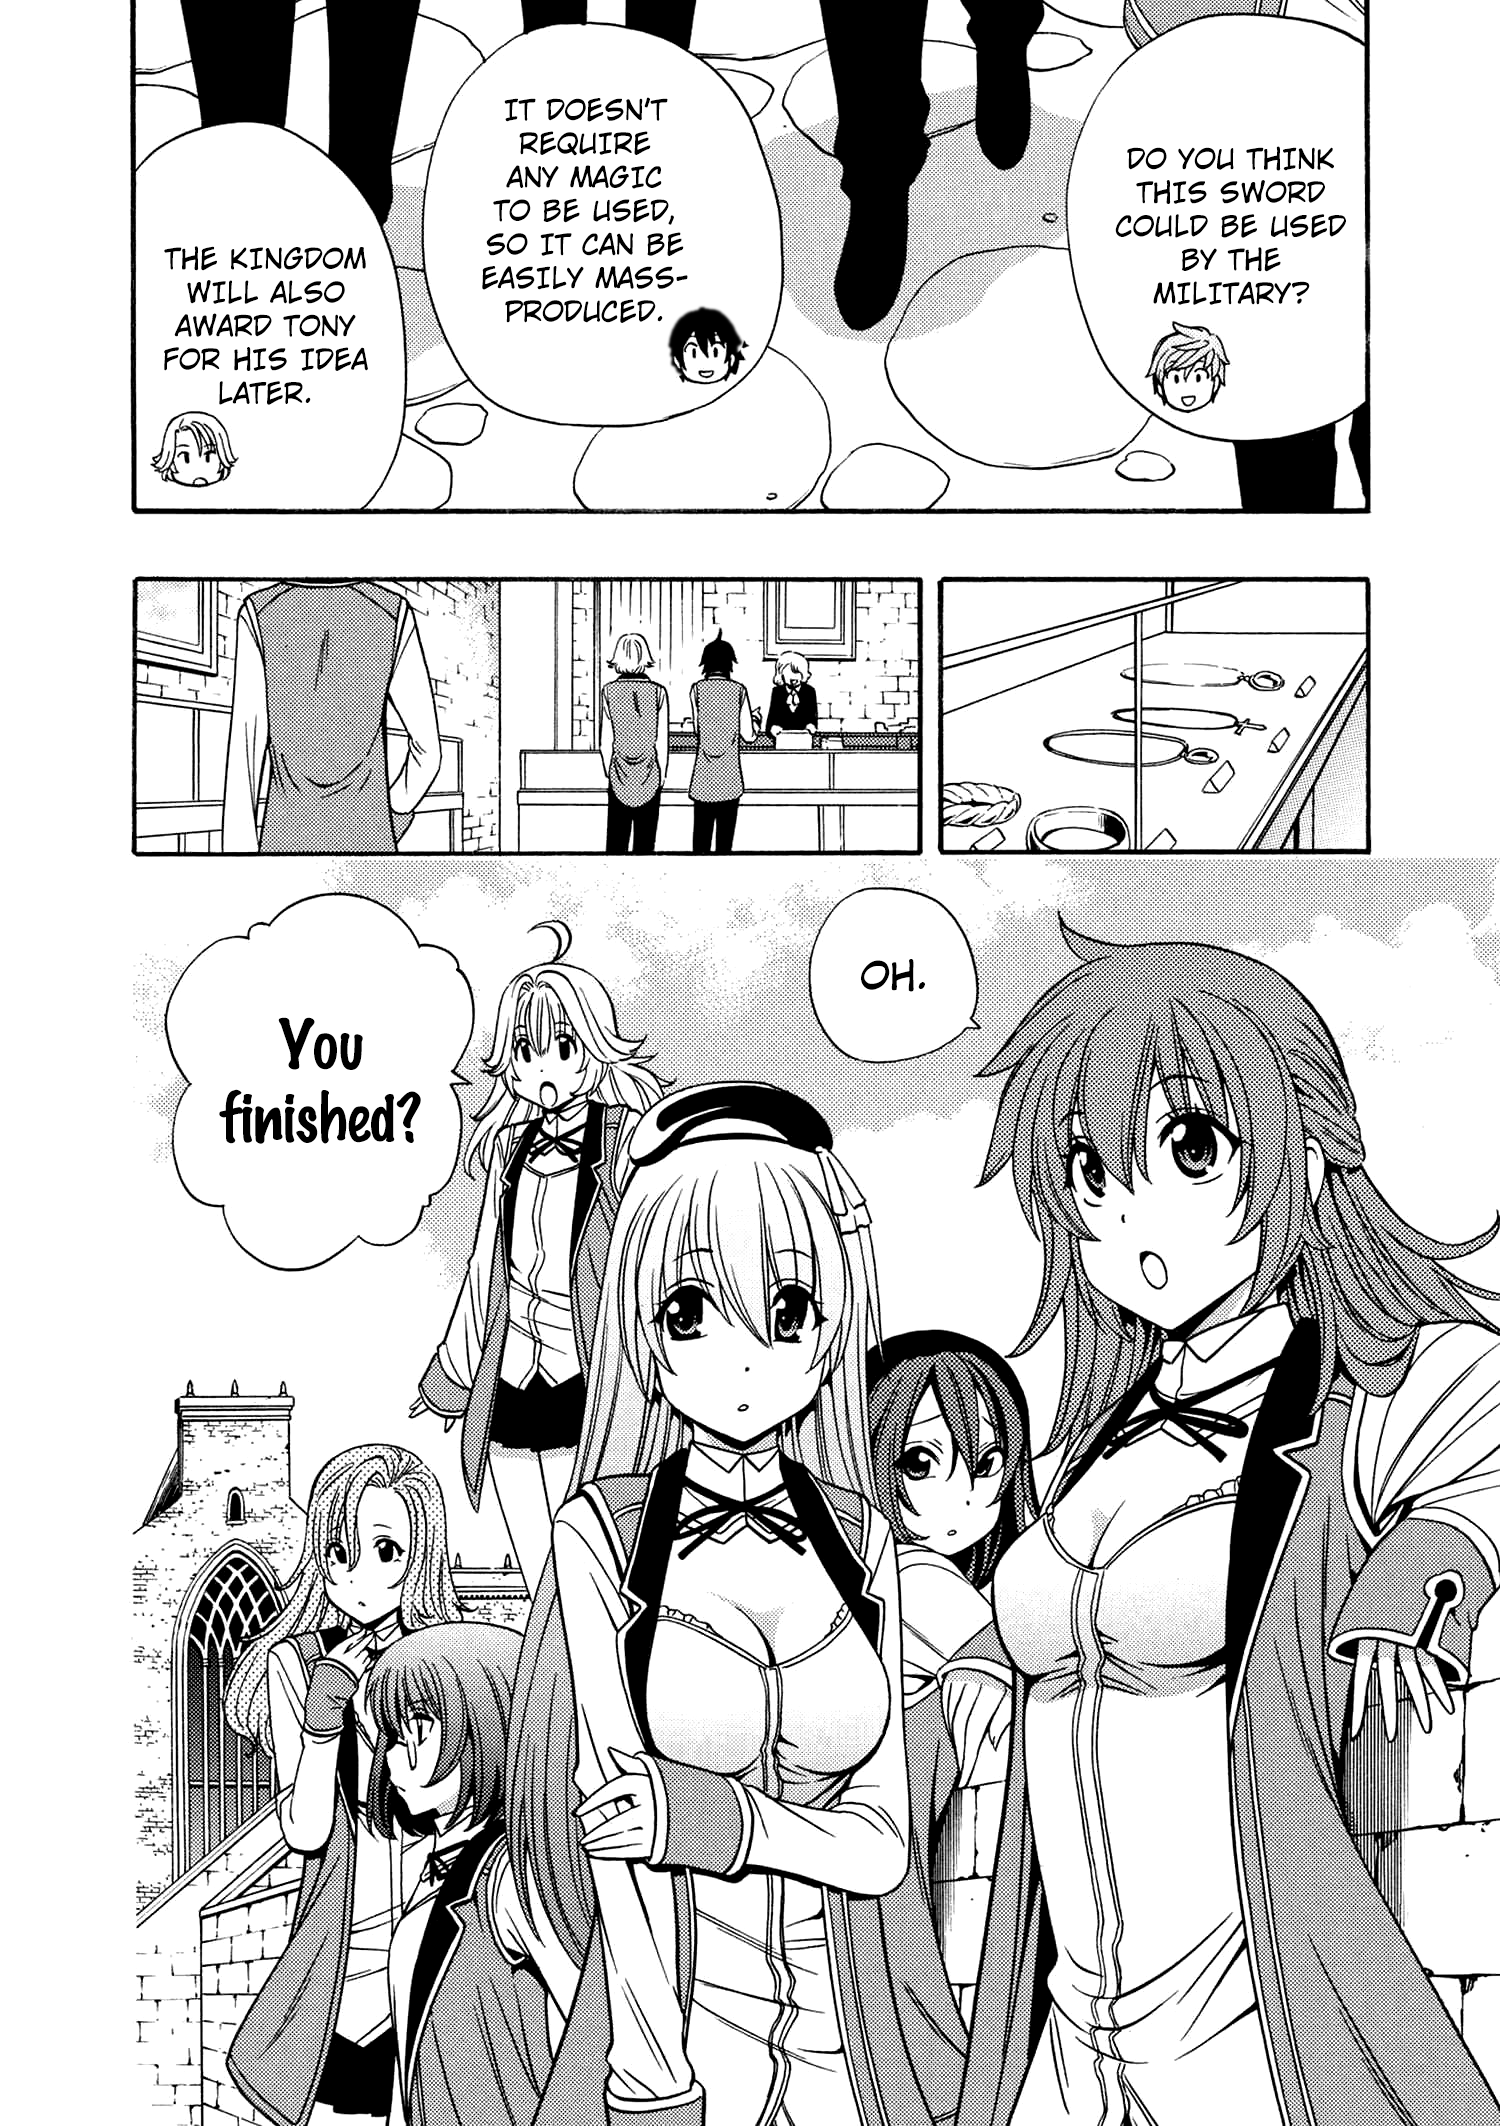 DO YOU THINK
THIS SWORD
COULD BE USED
BY THE
MILITARY?
IT DOESN'T
REQUIRE
ANY MAGIC
TO BE USED,
SO IT CAN BE
EASILY MASS-
PRODUCED.
THE KINGDOM
WILL ALSO
AWARD TONY
FOR HIS IDEA
LATER.
OH.
You
finished?